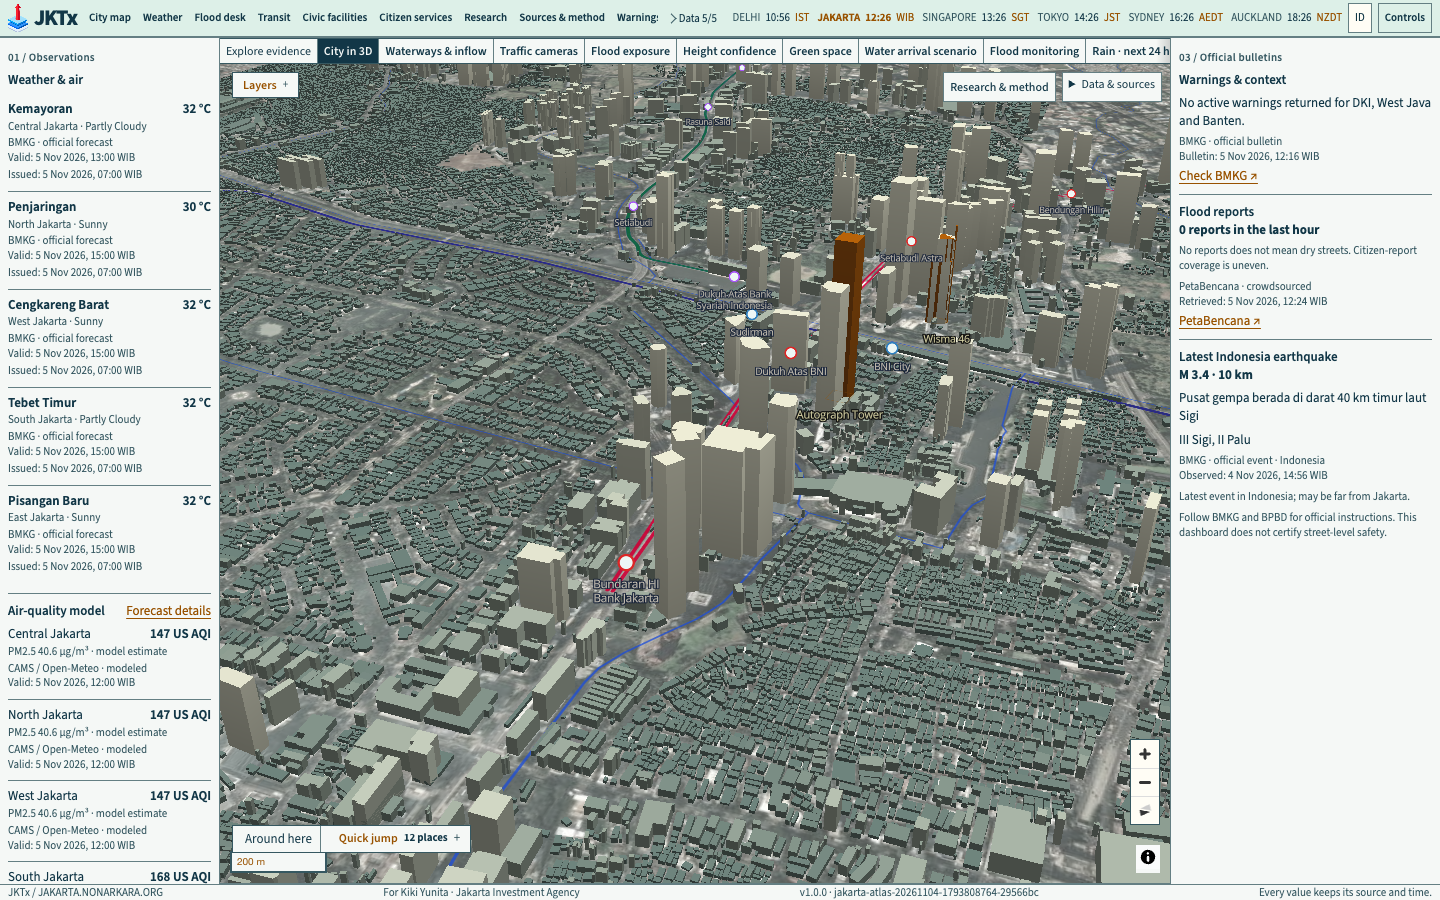 JKTx
City map
Weather
Flood desk
Transit
Civic facilities
Citizen services
Research
Sources & method
Warnings
Data 5/5
DELHI 10:56 IST
JAKARTA 12:26 WIB
SINGAPORE 13:26 SGT
TOKYO 14:26 JST
SYDNEY 16:26 AEDT
AUCKLAND 18:26 NZDT
ID
Controls
01 / Observations
Weather & air
Kemayoran 32 °C
Central Jakarta · Partly Cloudy
BMKG · official forecast
Valid: 5 Nov 2026, 13:00 WIB
Issued: 5 Nov 2026, 07:00 WIB
Penjaringan 30 °C
North Jakarta · Sunny
BMKG · official forecast
Valid: 5 Nov 2026, 15:00 WIB
Issued: 5 Nov 2026, 07:00 WIB
Cengkareng Barat 32 °C
West Jakarta · Sunny
BMKG · official forecast
Valid: 5 Nov 2026, 15:00 WIB
Issued: 5 Nov 2026, 07:00 WIB
Tebet Timur 32 °C
South Jakarta · Partly Cloudy
BMKG · official forecast
Valid: 5 Nov 2026, 15:00 WIB
Issued: 5 Nov 2026, 07:00 WIB
Pisangan Baru 32 °C
East Jakarta · Sunny
BMKG · official forecast
Valid: 5 Nov 2026, 15:00 WIB
Issued: 5 Nov 2026, 07:00 WIB
Air-quality model Forecast details
Central Jakarta 147 US AQI
PM2.5 40.6 µg/m³ · model estimate
CAMS / Open-Meteo · modeled
Valid: 5 Nov 2026, 12:00 WIB
North Jakarta 147 US AQI
PM2.5 40.6 µg/m³ · model estimate
CAMS / Open-Meteo · modeled
Valid: 5 Nov 2026, 12:00 WIB
West Jakarta 147 US AQI
PM2.5 40.6 µg/m³ · model estimate
CAMS / Open-Meteo · modeled
Valid: 5 Nov 2026, 12:00 WIB
South Jakarta 168 US AQI
Explore evidence
City in 3D
Waterways & inflow
Traffic cameras
Flood exposure
Height confidence
Green space
Water arrival scenario
Flood monitoring
Rain · next 24 h
Layers +
Research & method
Data & sources
Rasuna Said
Setiabudi
Bendungan Hilir
Setiabudi Astra
Dukuh Atas Bank
Syariah Indonesia
Sudirman
Wisma 46
Dukuh Atas BNI
BNI City
Autograph Tower
Bundaran HI
Bank Jakarta
Around here
Quick jump 12 places +
200 m
03 / Official bulletins
Warnings & context
No active warnings returned for DKI, West Java
and Banten.
BMKG · official bulletin
Bulletin: 5 Nov 2026, 12:16 WIB
Check BMKG ↗
Flood reports
0 reports in the last hour
No reports does not mean dry streets. Citizen-report
coverage is uneven.
PetaBencana · crowdsourced
Retrieved: 5 Nov 2026, 12:24 WIB
PetaBencana ↗
Latest Indonesia earthquake
M 3.4 · 10 km
Pusat gempa berada di darat 40 km timur laut
Sigi
III Sigi, II Palu
BMKG · official event · Indonesia
Observed: 4 Nov 2026, 14:56 WIB
Latest event in Indonesia; may be far from Jakarta.
Follow BMKG and BPBD for official instructions. This
dashboard does not certify street-level safety.
JKTx / JAKARTA.NONARKARA.ORG
For Kiki Yunita · Jakarta Investment Agency
v1.0.0 · jakarta-atlas-20261104-1793808764-29566bc
Every value keeps its source and time.